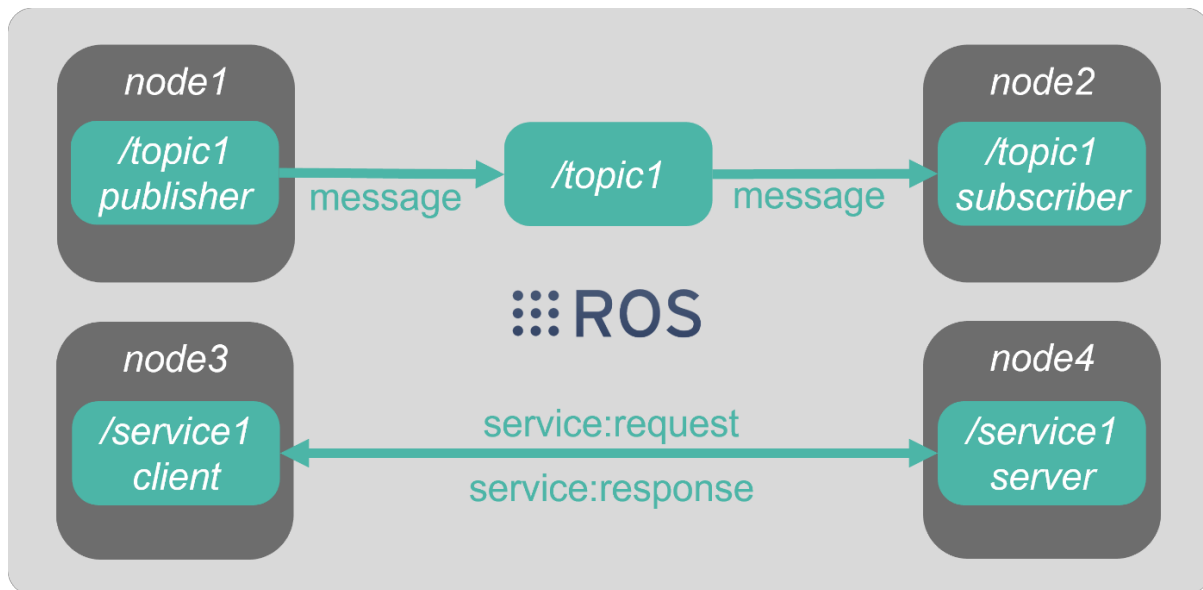 node1
/topic1
publisher
message
/topic1
message
node2
/topic1
subscriber
ROS
node3
/service1
client
service:request
service:response
node4
/service1
server